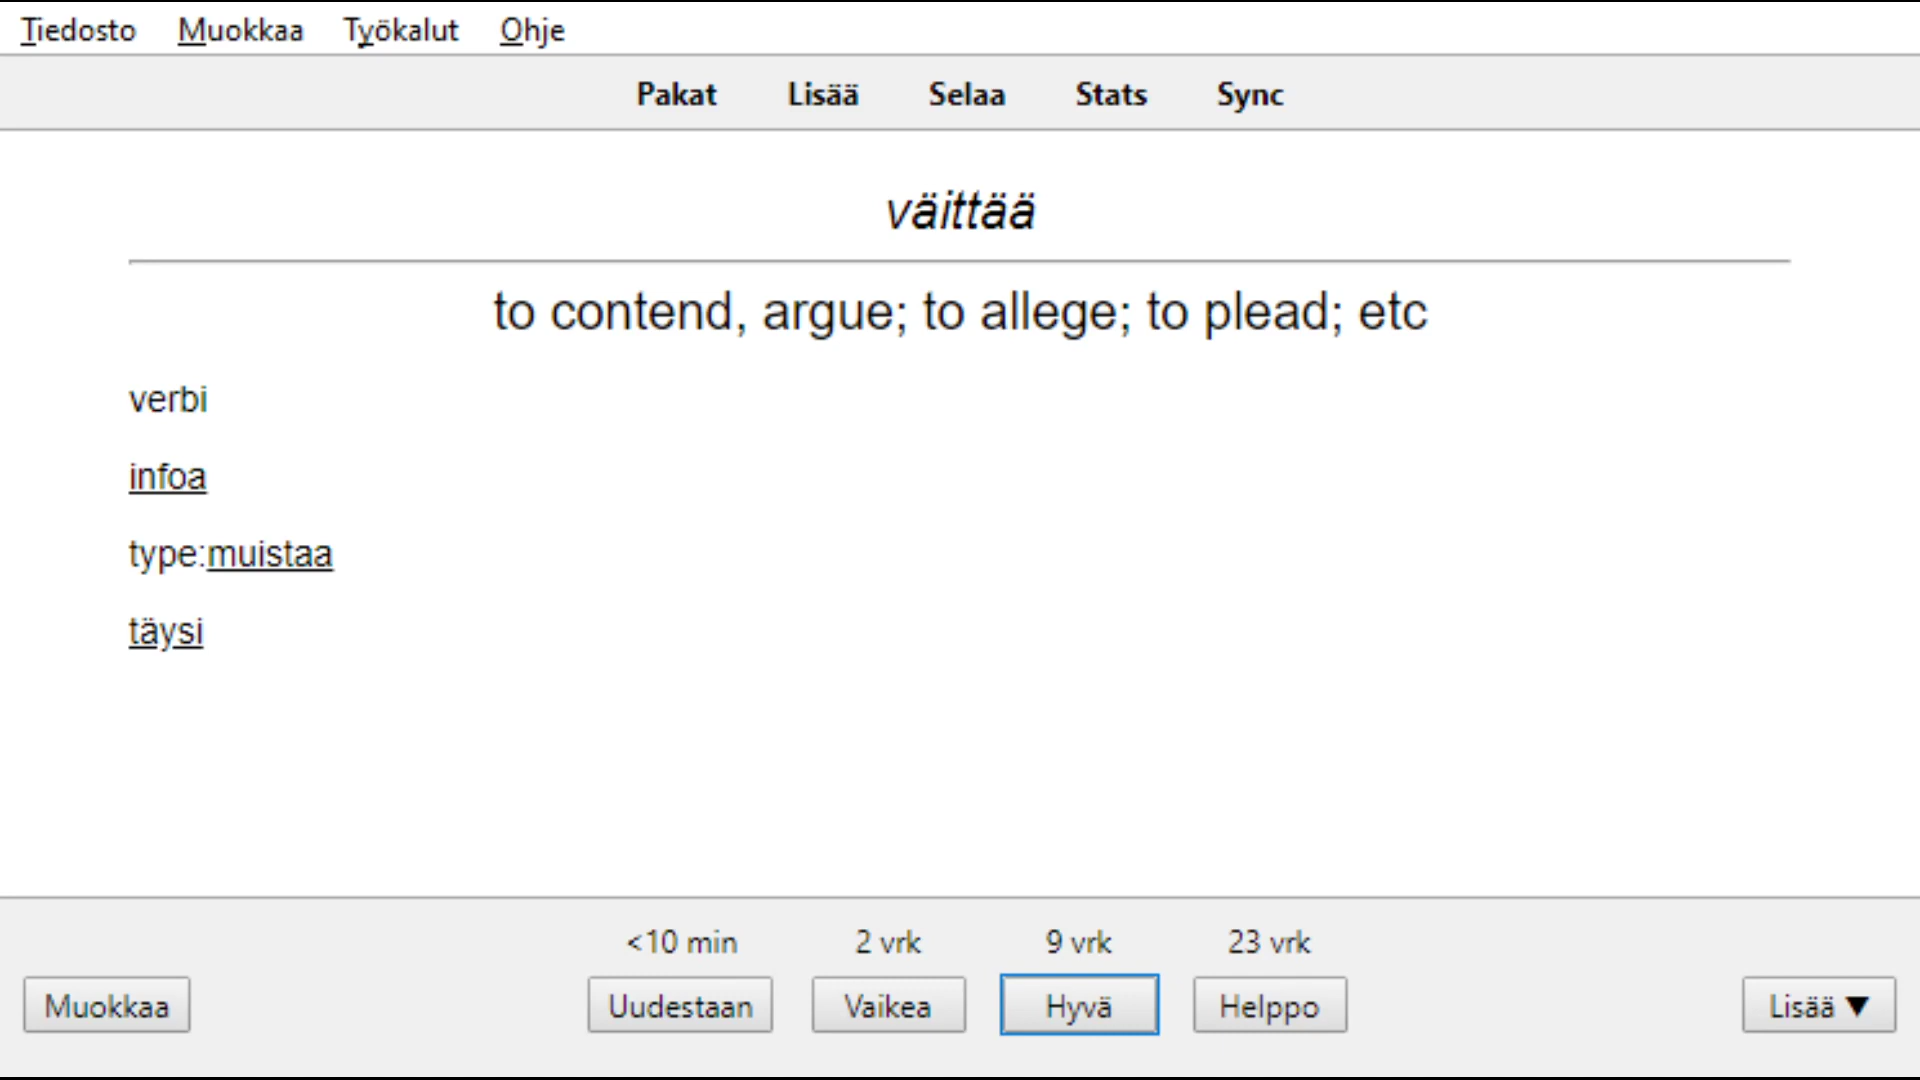 Tiedosto Muokkaa Työkalut Ohje
Pakat Lisää Selaa Stats Sync
väittää
to contend, argue; to allege; to plead; etc
verbi
infoa
type:muistaa
täysi
<10 min 2 vrk 9 vrk 23 vrk
Muokkaa Uudestaan Vaikea Hyvä Helppo Lisää ▼